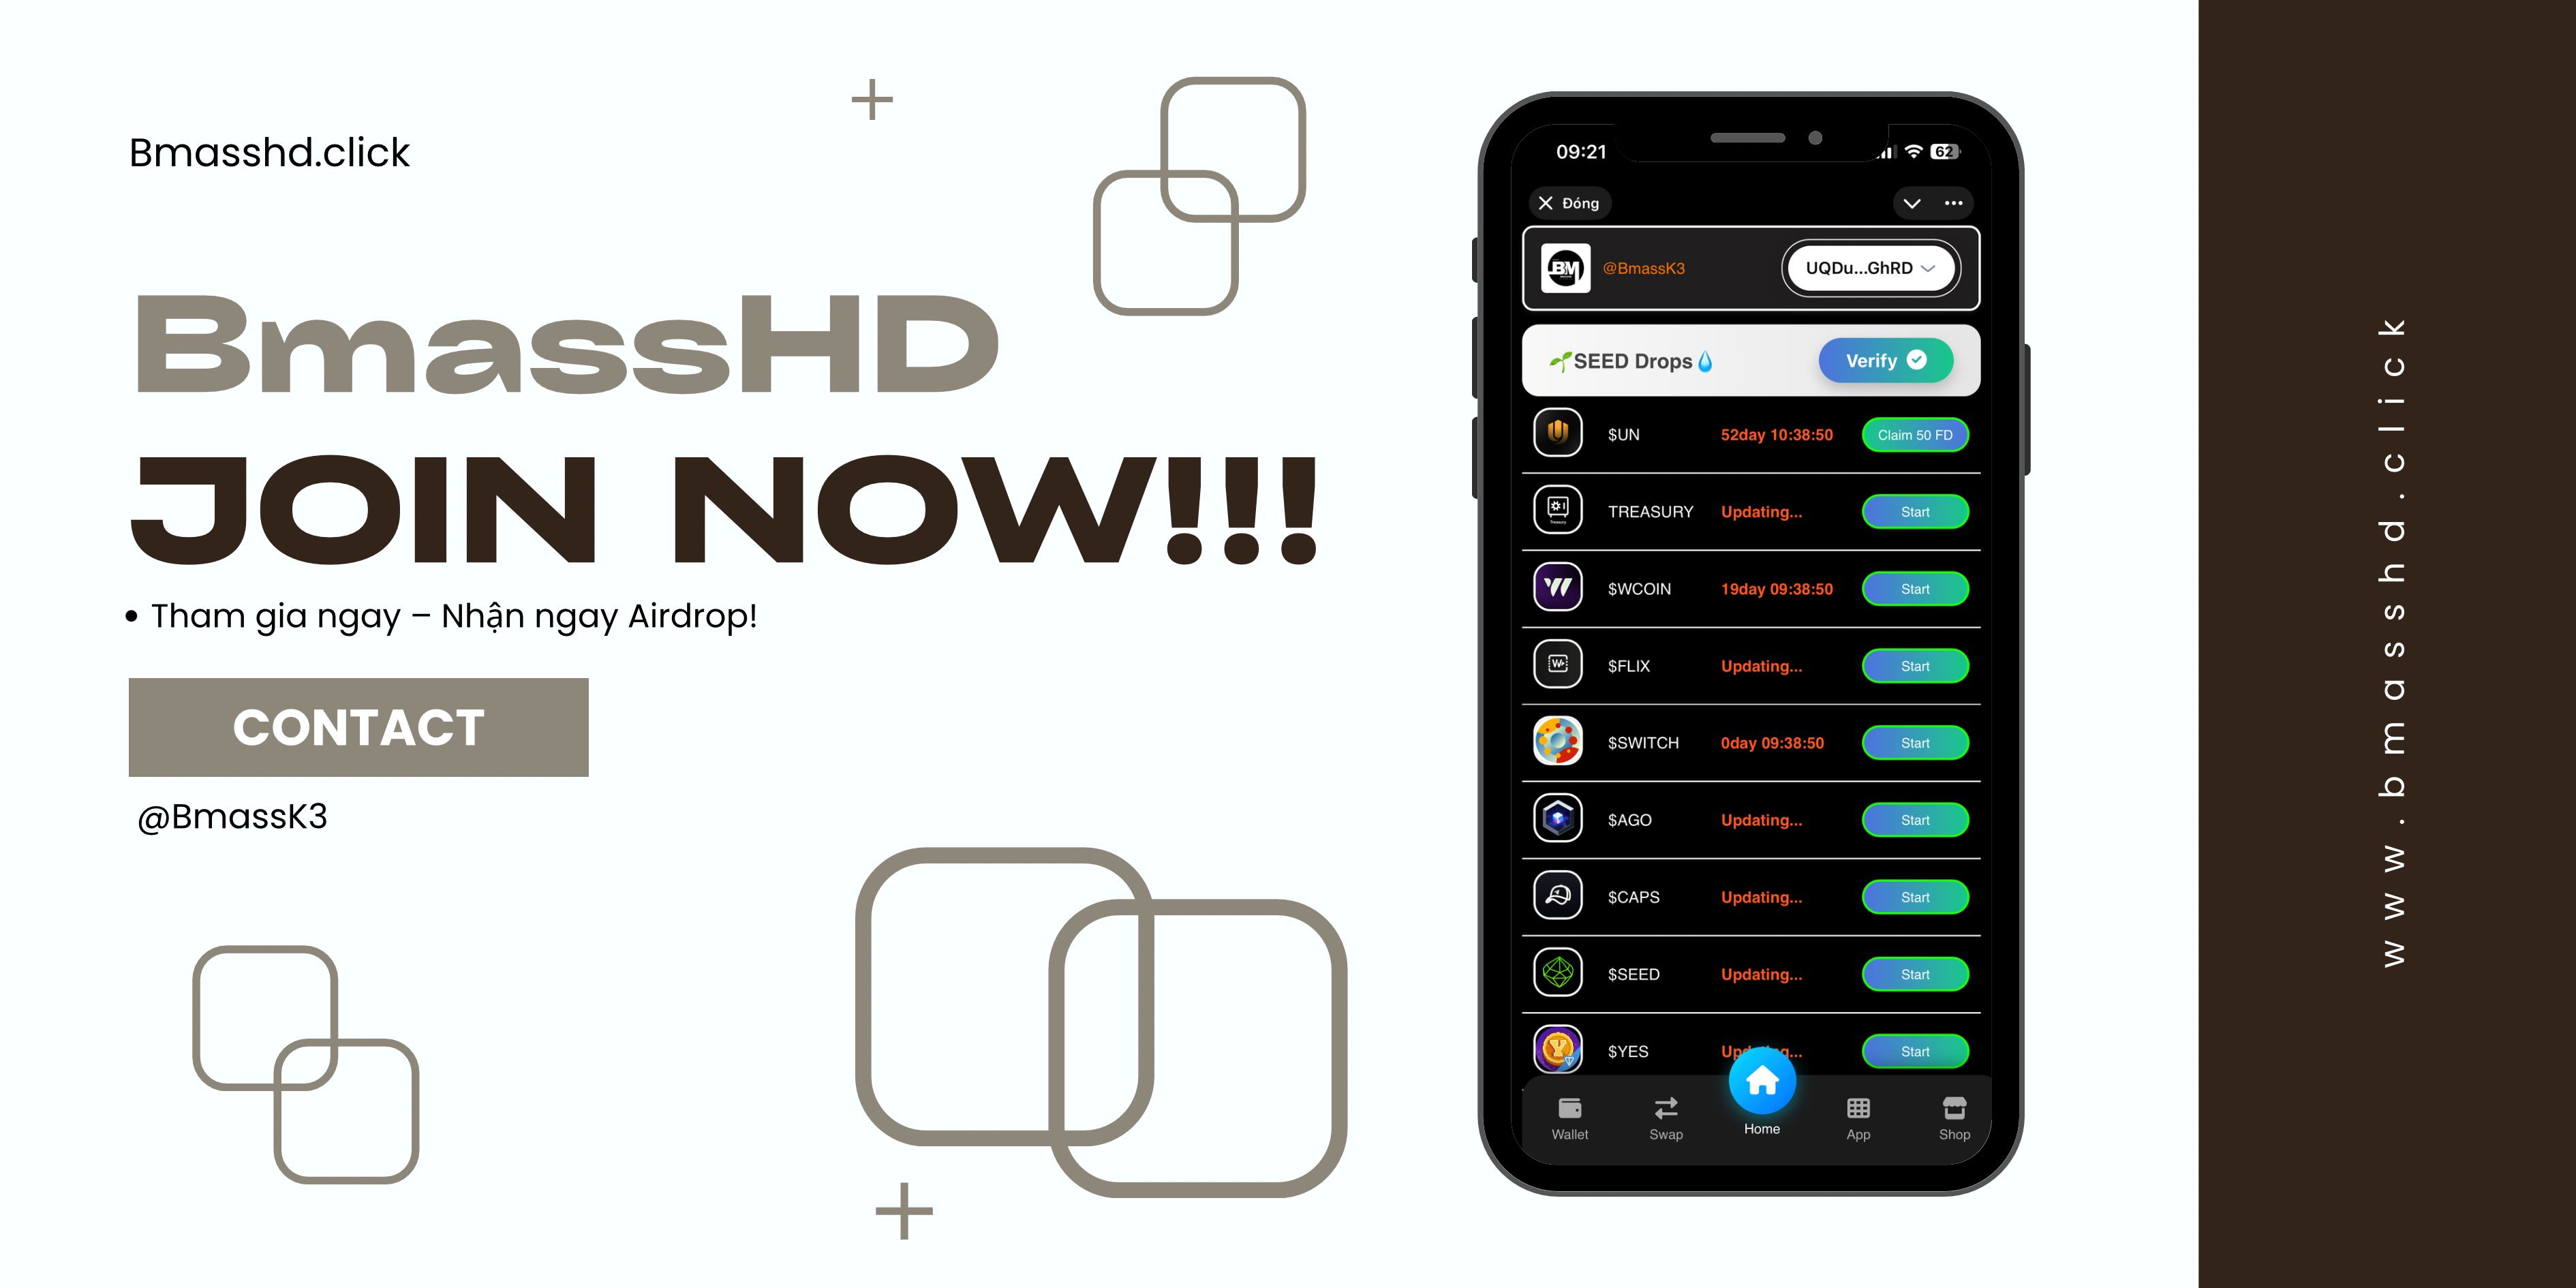 Bmasshd.click
BmassHD
JOIN NOW!!!
• Tham gia ngay – Nhận ngay Airdrop!
CONTACT
@BmassK3
09:21
62
Đóng
BM
@BmassK3
UQDu...GhRD
🌱SEED Drops💧
Verify
$UN 52day 10:38:50 Claim 50 FD
Treasury
TREASURY Updating... Start
$WCOIN 19day 09:38:50 Start
$FLIX Updating... Start
$SWITCH 0day 09:38:50 Start
$AGO Updating... Start
$CAPS Updating... Start
$SEED Updating... Start
$YES Start
Wallet Swap Home App Shop
www.bmasshd.click